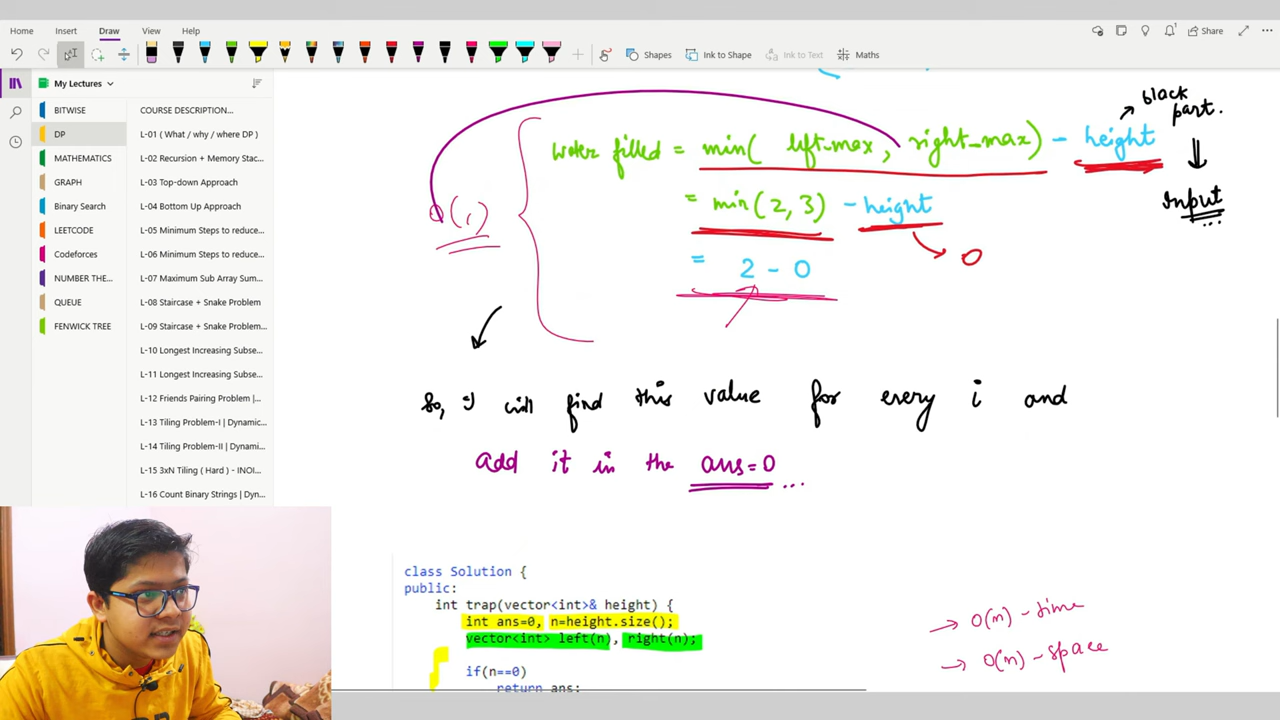 Home Insert Draw View Help Share
Shapes Ink to Shape Ink to Text Maths
My Lectures
BITWISE
DP
MATHEMATICS
GRAPH
Binary Search
LEETCODE
Codeforces
NUMBER THE...
QUEUE
FENWICK TREE
COURSE DESCRIPTION...
L-01 ( What / why / where DP )
L-02 Recursion + Memory Stac...
L-03 Top-down Approach
L-04 Bottom Up Approach
L-05 Minimum Steps to reduce...
L-06 Minimum Steps to reduce...
L-07 Maximum Sub Array Sum...
L-08 Staircase + Snake Problem
L-09 Staircase + Snake Problem...
L-10 Longest Increasing Subse...
L-11 Longest Increasing Subse...
L-12 Friends Pairing Problem |...
L-13 Tiling Problem-I | Dynamic...
L-14 Tiling Problem-II | Dynami...
L-15 3xN Tiling ( Hard ) - INOI...
L-16 Count Binary Strings | Dyn...
black
part.
water filled = min( left-max, right-max) - height
Input
...
= min(2, 3) - height
0
= 2 - 0
So, I will find this value for every i and
Add it in the ans=0 ...
class Solution {
public:
int trap(vector<int>& height) {
int ans=0, n=height.size();
vector<int> left(n), right(n);
if(n==0)
return ans;
→ O(n) - time
→ O(n) - space